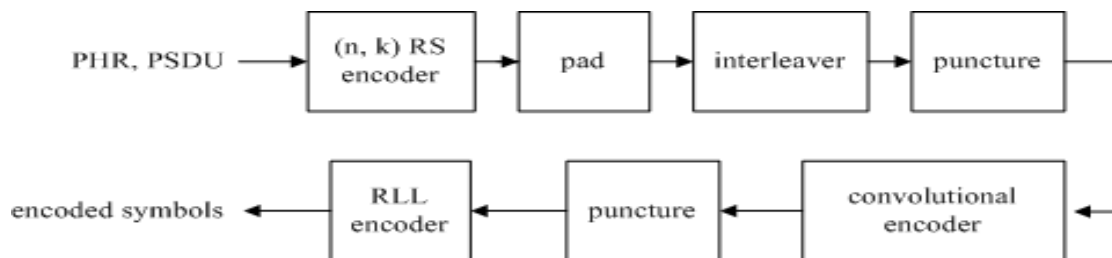 PHR, PSDU
(n, k) RS
encoder
pad
interleaver
puncture
encoded symbols
RLL
encoder
puncture
convolutional
encoder